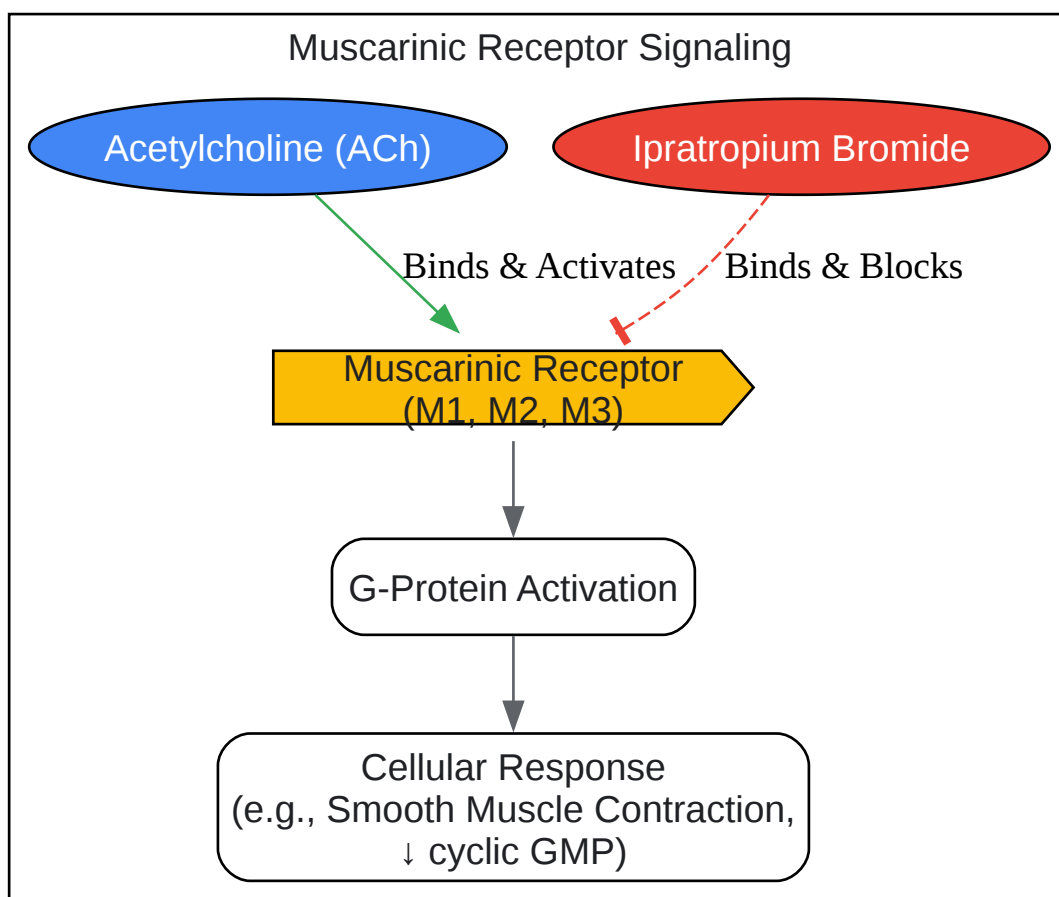 Muscarinic Receptor Signaling
Acetylcholine (ACh)
Ipratropium Bromide
Binds & Activates
Binds & Blocks
Muscarinic Receptor
(M1, M2, M3)
G-Protein Activation
Cellular Response
(e.g., Smooth Muscle Contraction,
↓ cyclic GMP)